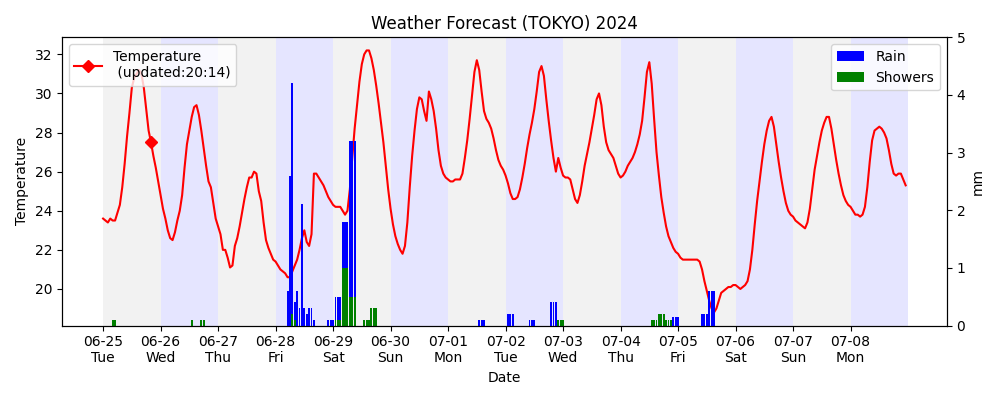 Weather Forecast (TOKYO) 2024
Temperature
(updated:20:14)
Rain
Showers
32
30
28
26
24
22
20
Temperature
5
4
3
2
1
0
mm
06-25 06-26 06-27 06-28 06-29 06-30 07-01 07-02 07-03 07-04 07-05 07-06 07-07 07-08
Tue Wed Thu Fri Sat Sun Mon Tue Wed Thu Fri Sat Sun Mon
Date